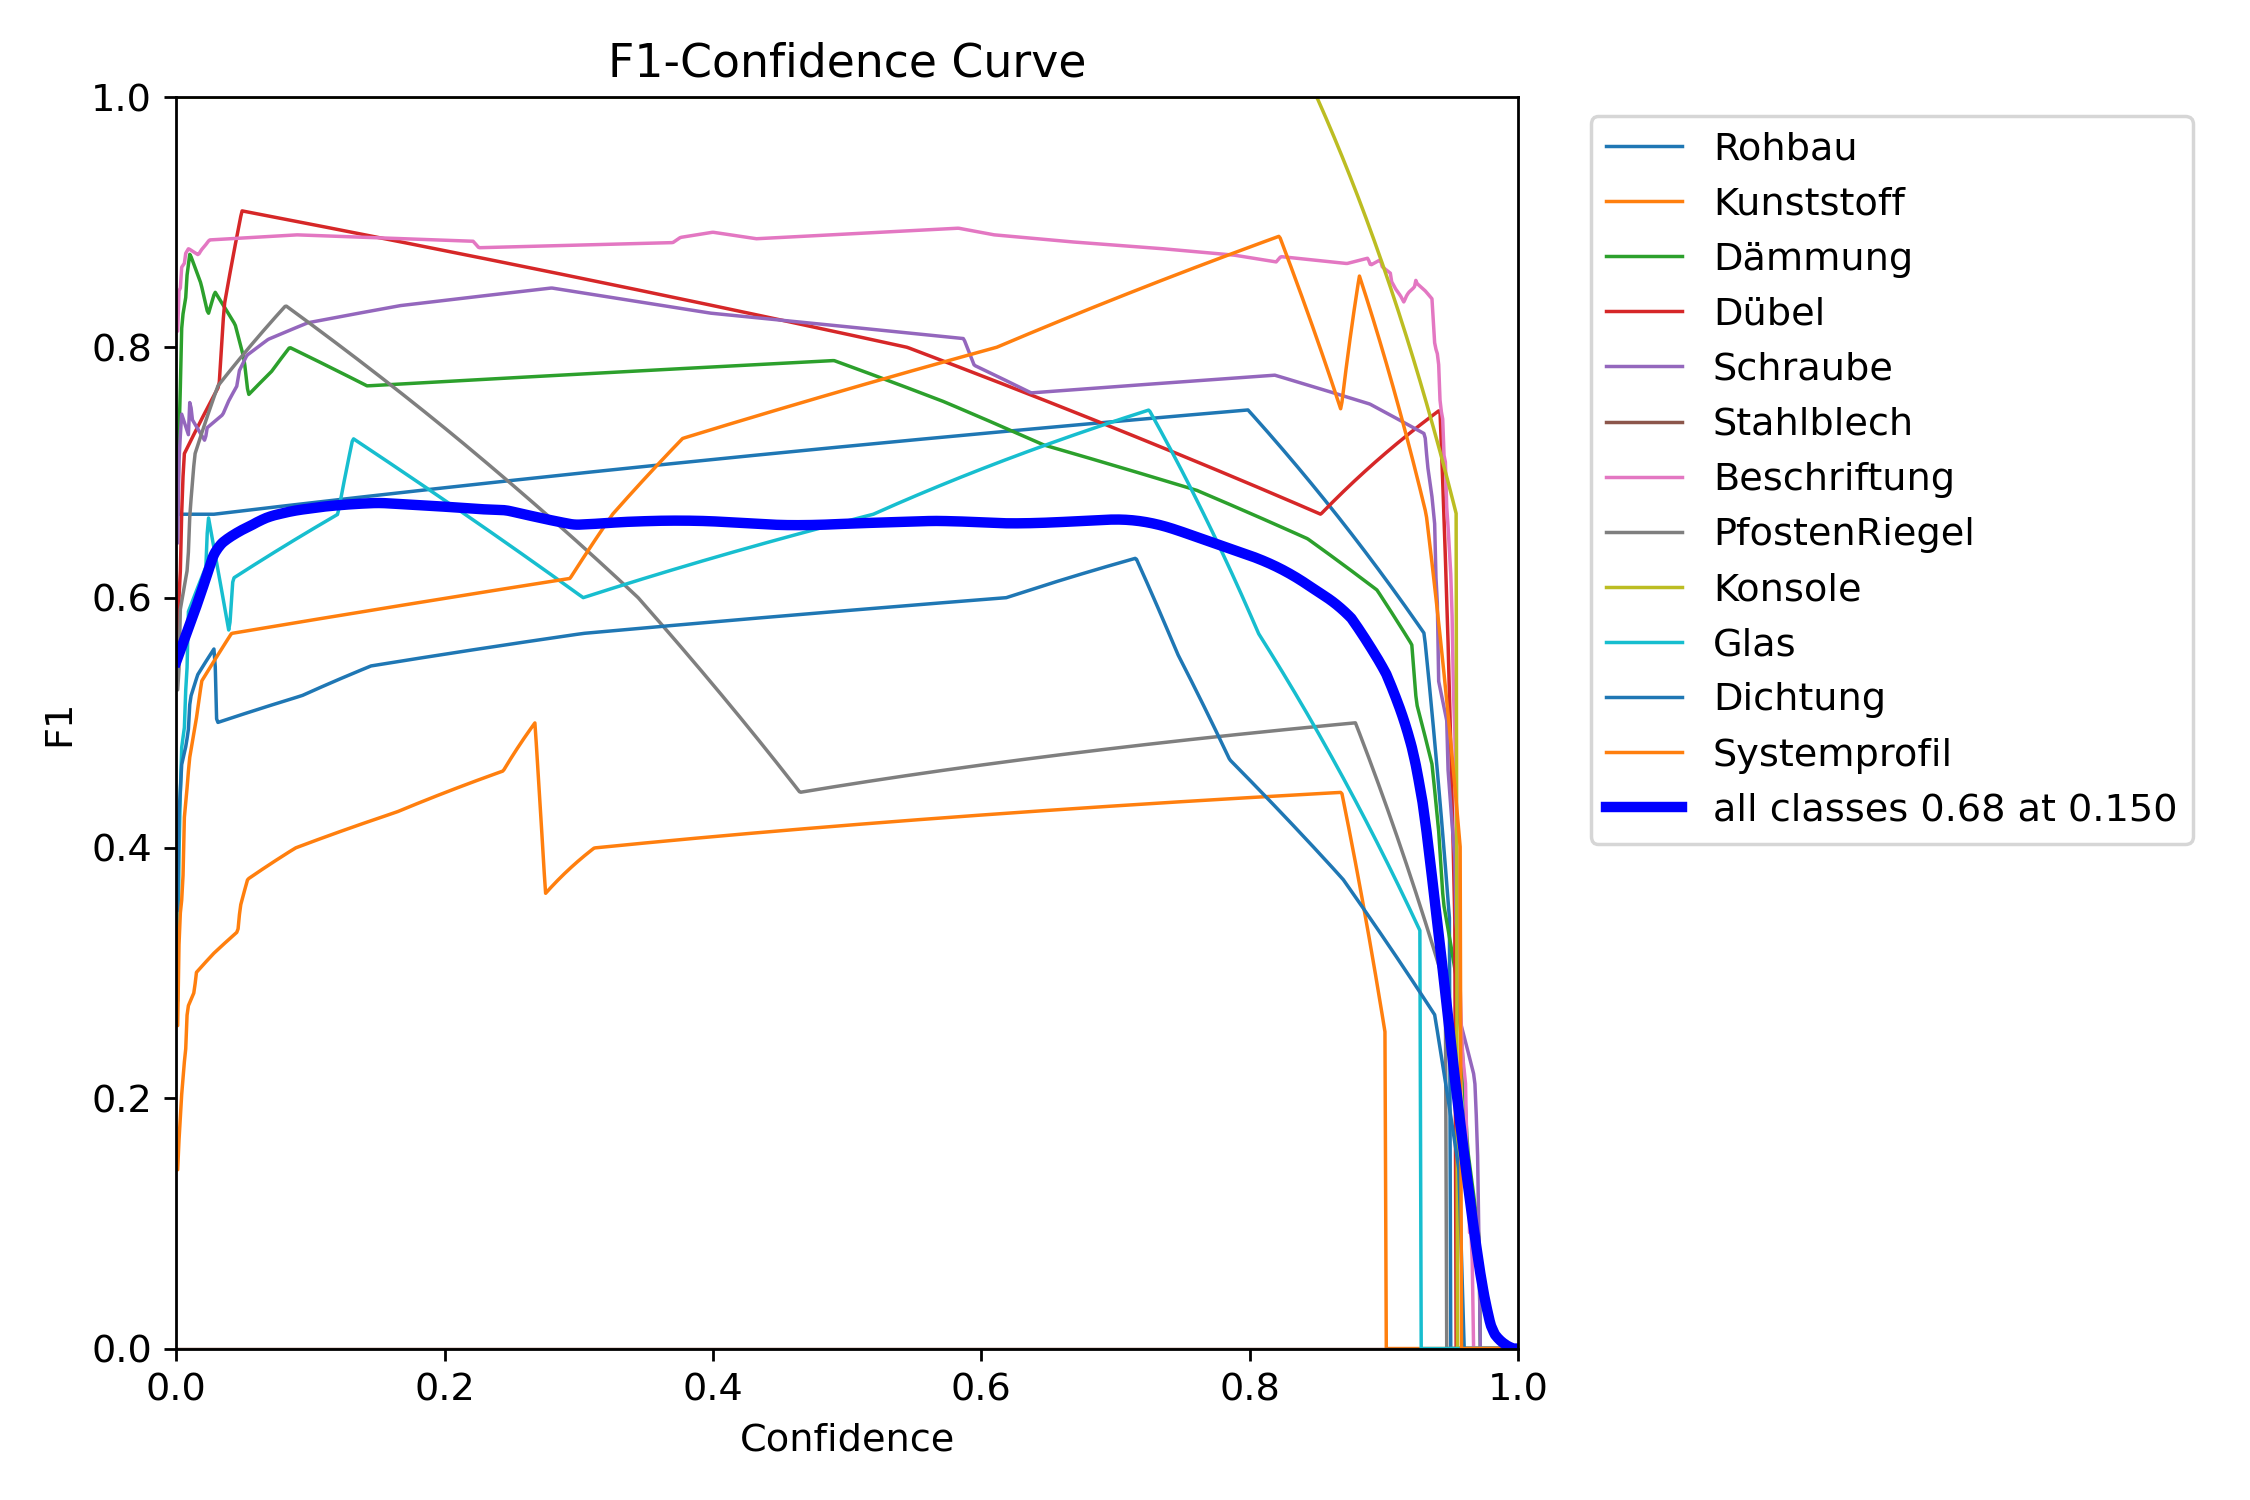 F1-Confidence Curve
1.0
0.8
0.6
0.4
0.2
0.0
F1
0.0 0.2 0.4 0.6 0.8 1.0
Confidence
Rohbau
Kunststoff
Dämmung
Dübel
Schraube
Stahlblech
Beschriftung
PfostenRiegel
Konsole
Glas
Dichtung
Systemprofil
all classes 0.68 at 0.150